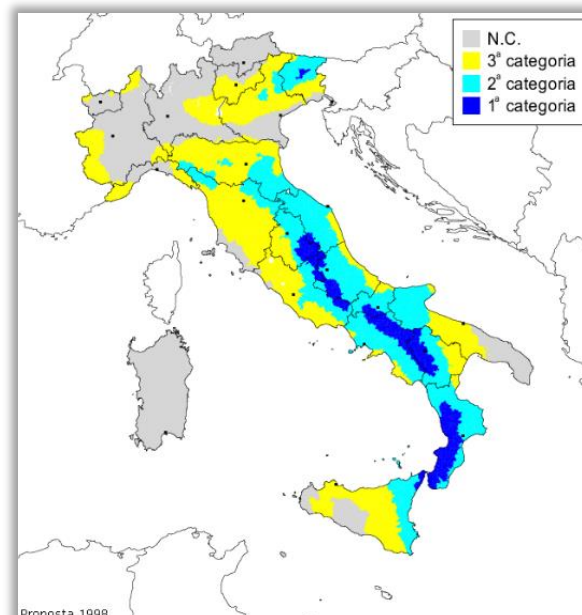 N.C.
3ª categoria
2ª categoria
1ª categoria
Proposta 1998